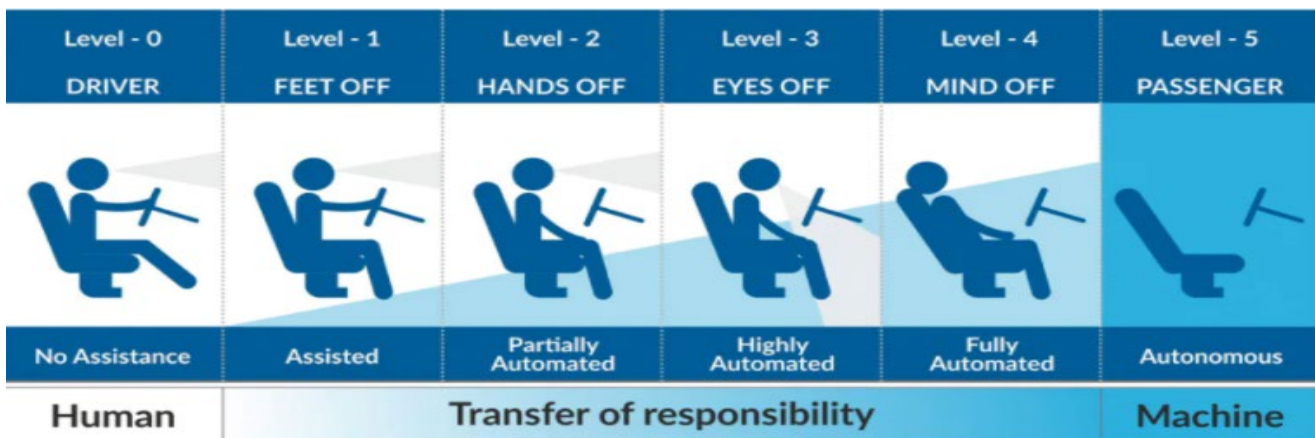 Level - 0
DRIVER
Level - 1
FEET OFF
Level - 2
HANDS OFF
Level - 3
EYES OFF
Level - 4
MIND OFF
Level - 5
PASSENGER
No Assistance
Assisted
Partially
Automated
Highly
Automated
Fully
Automated
Autonomous
Human
Transfer of responsibility
Machine